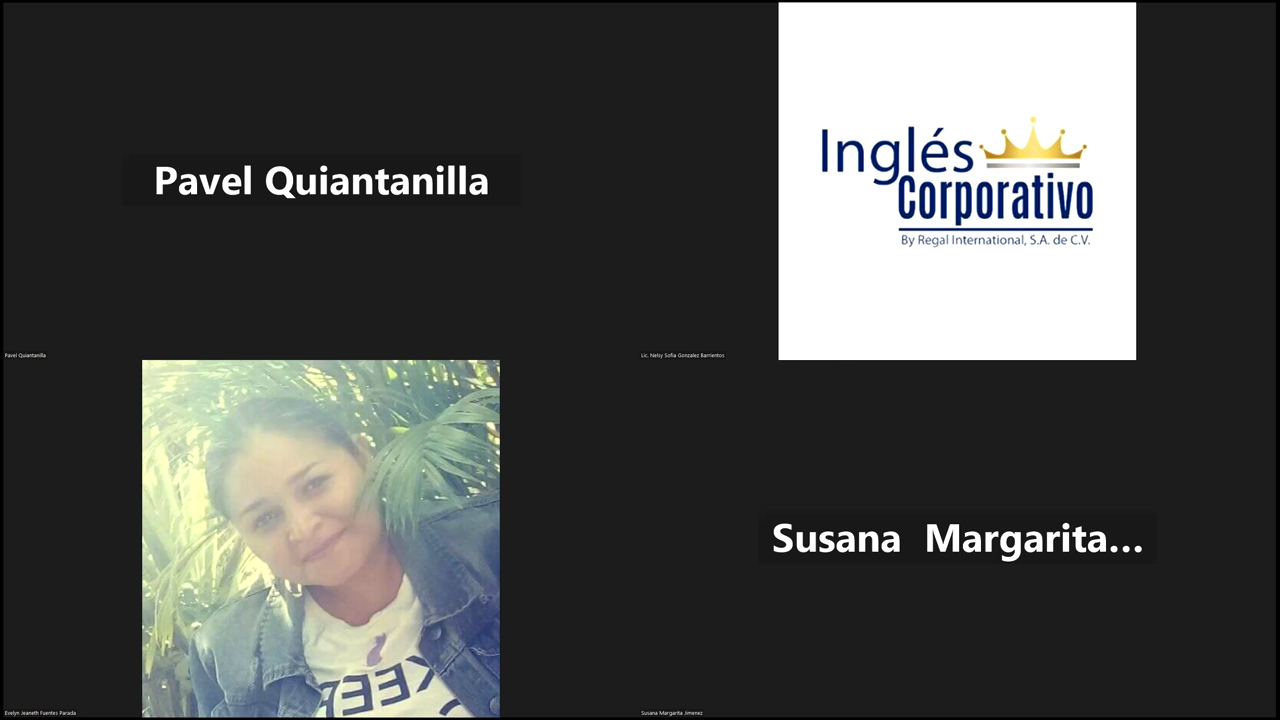 Pavel Quiantanilla
Inglés
Corporativo
By Regal International, S.A. de C.V.
Pavel Quiantanilla
Lic. Nelsy Sofia Gonzalez Barrientos
Susana Margarita...
KEEP
Evelyn Jeaneth Fuentes Parada
Susana Margarita Jimenez